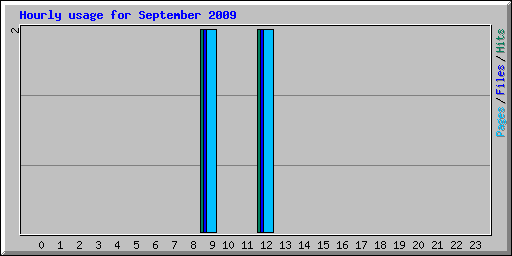 Hourly usage for September 2009
2
Pages/Files/Hits
0 1 2 3 4 5 6 7 8 9 10 11 12 13 14 15 16 17 18 19 20 21 22 23